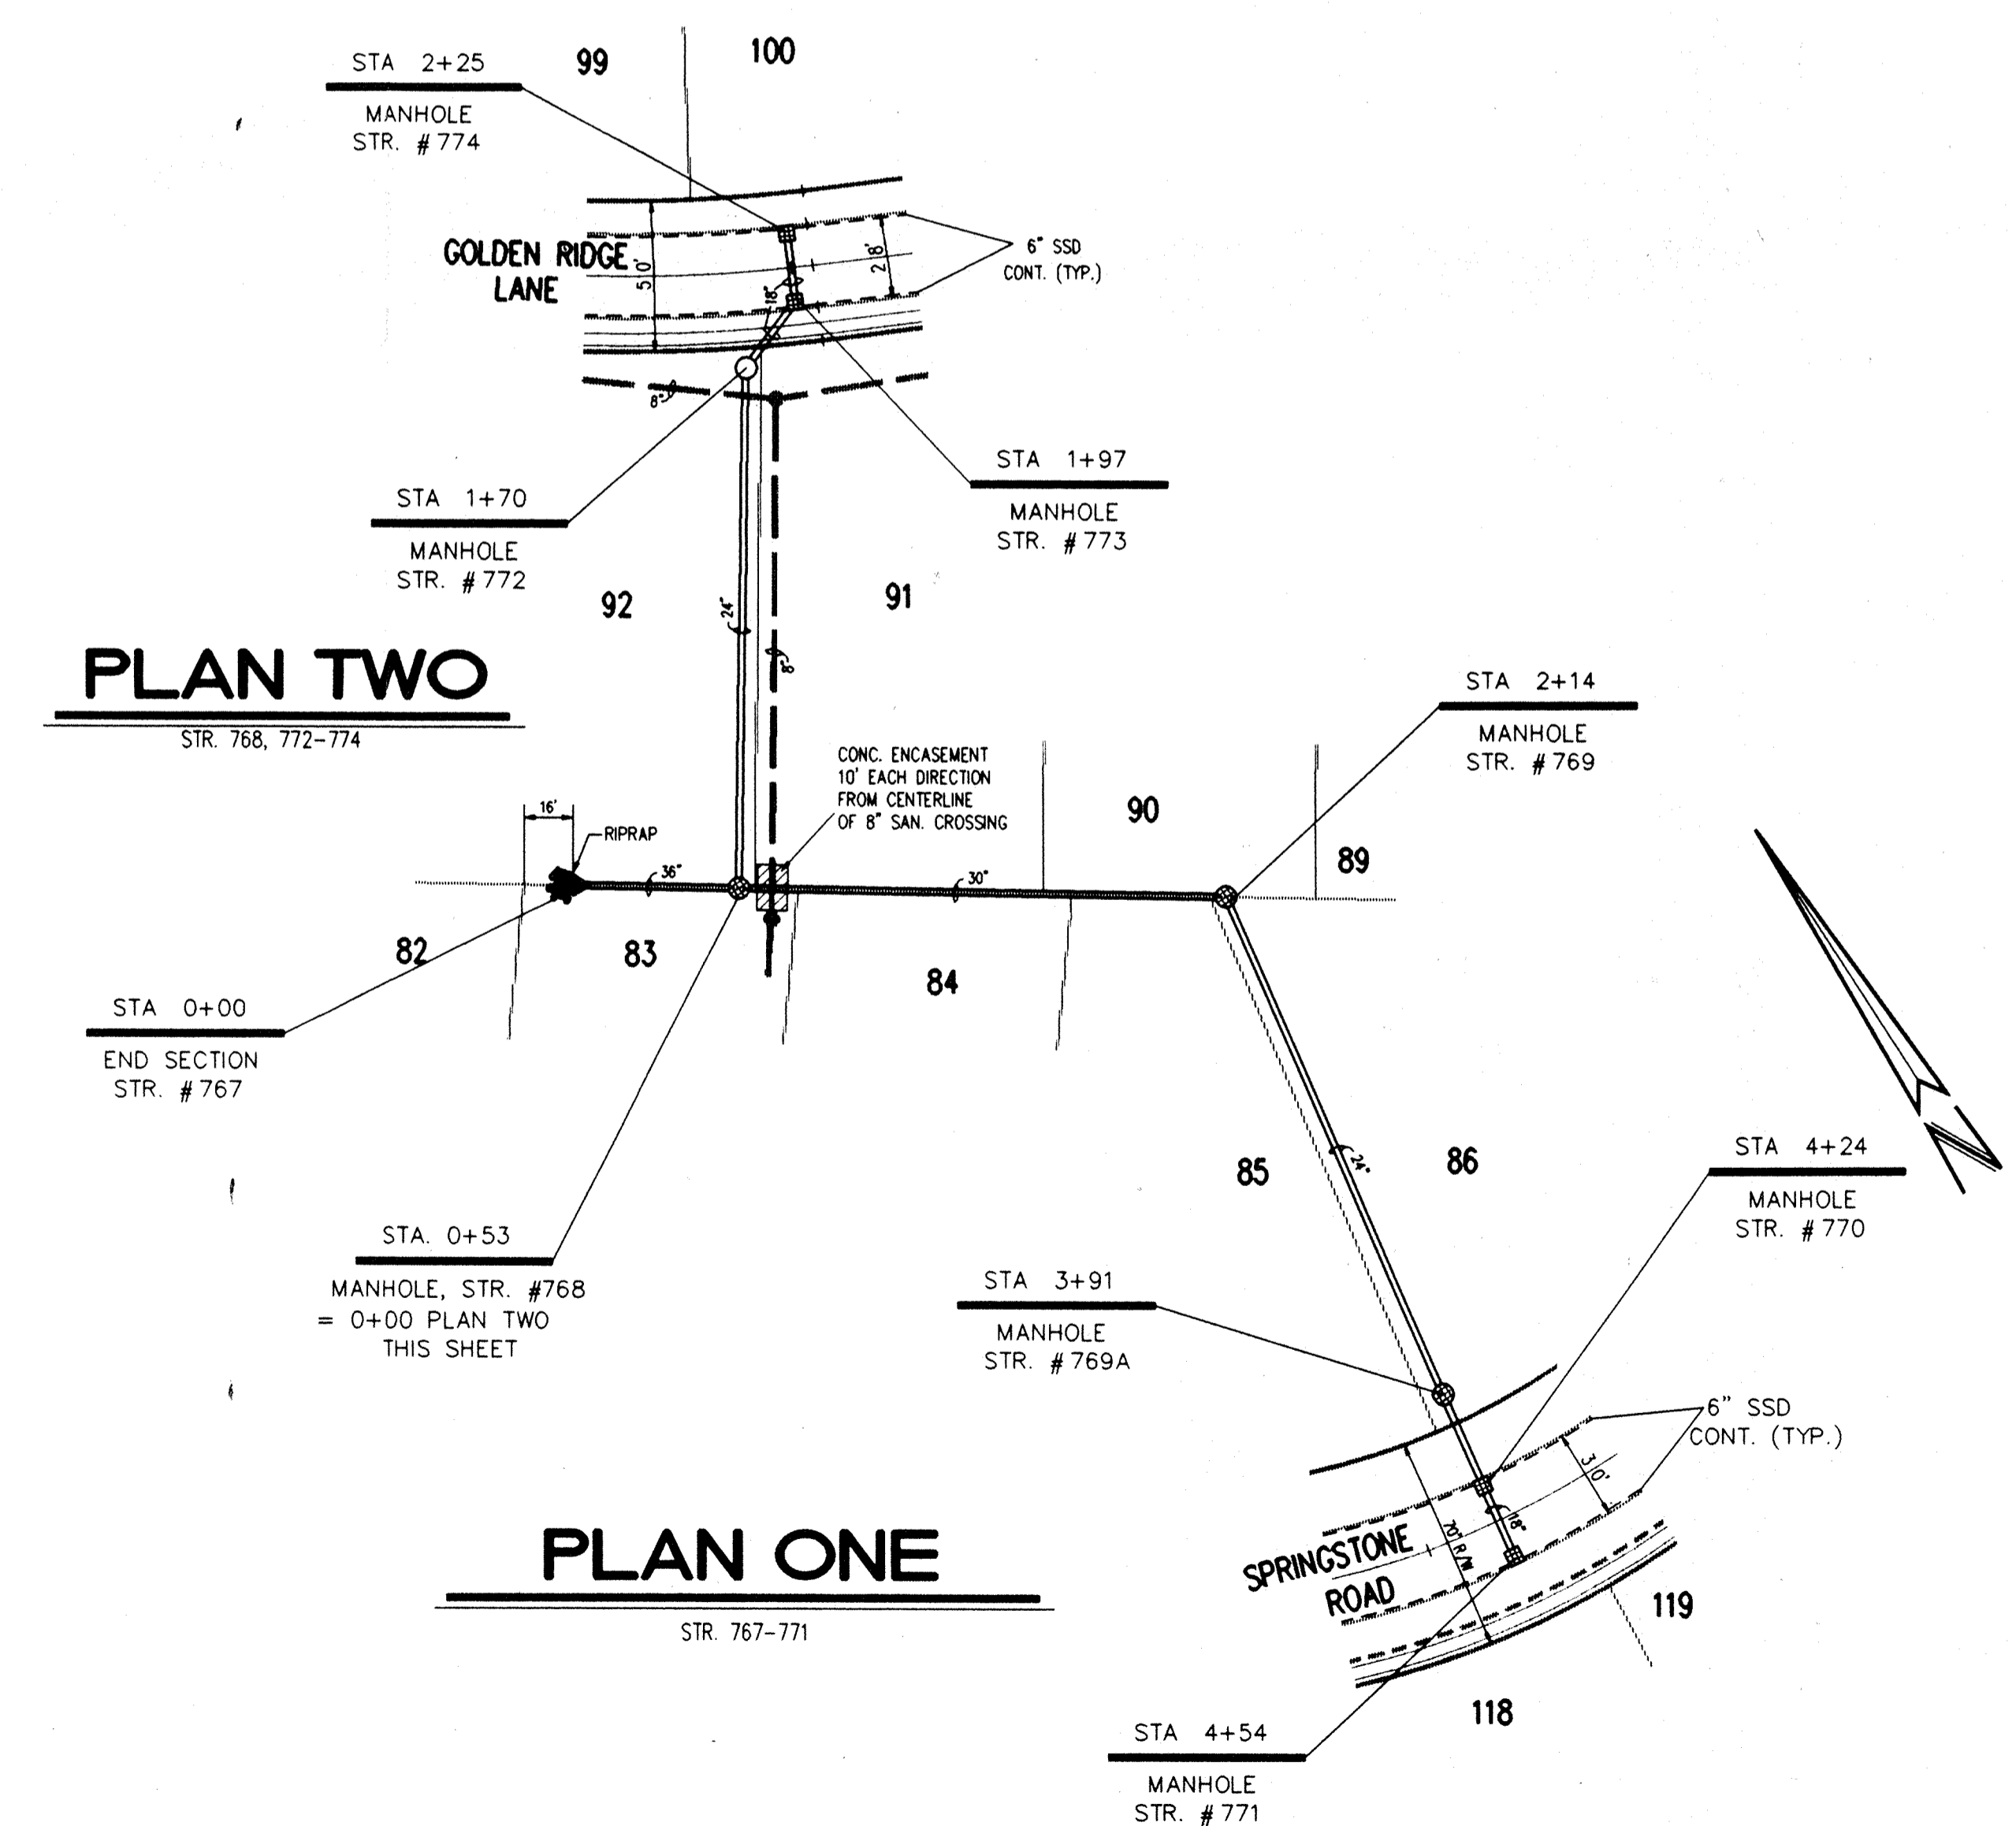 STA 2+25
MANHOLE
STR. #774
99
100
GOLDEN RIDGE
LANE
50'
28'
18"
6" SSD
CONT. (TYP.)
8"
STA 1+97
MANHOLE
STR. #773
STA 1+70
MANHOLE
STR. #772
92
91
24"
8"
PLAN TWO
STR. 768, 772-774
STA 2+14
MANHOLE
STR. #769
CONC. ENCASEMENT
10' EACH DIRECTION
FROM CENTERLINE
OF 8" SAN. CROSSING
90
89
16'
RIPRAP
36"
30"
82
83
84
STA 0+00
END SECTION
STR. #767
85
86
24"
N
STA 4+24
MANHOLE
STR. #770
STA. 0+53
MANHOLE, STR. #768
= 0+00 PLAN TWO
THIS SHEET
STA 3+91
MANHOLE
STR. #769A
6" SSD
CONT. (TYP.)
30'
18"
70' R/W
SPRINGSTONE
ROAD
PLAN ONE
STR. 767-771
119
118
STA 4+54
MANHOLE
STR. #771